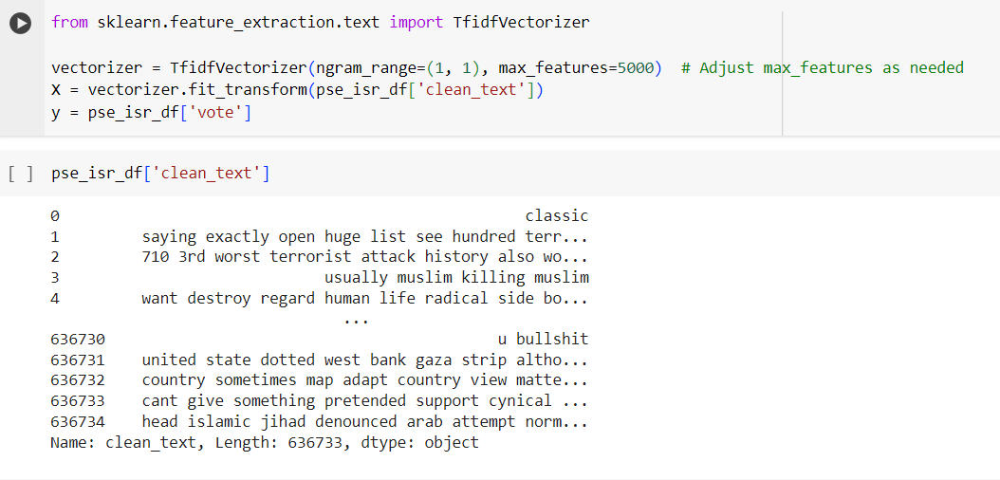 from sklearn.feature_extraction.text import TfidfVectorizer
vectorizer = TfidfVectorizer(ngram_range=(1, 1), max_features=5000)  # Adjust max_features as needed
X = vectorizer.fit_transform(pse_isr_df['clean_text'])
y = pse_isr_df['vote']
[ ] pse_isr_df['clean_text']
0 classic
1 saying exactly open huge list see hundred terr...
2 710 3rd worst terrorist attack history also wo...
3 usually muslim killing muslim
4 want destroy regard human life radical side bo...
...
636730 u bullshit
636731 united state dotted west bank gaza strip altho...
636732 country sometimes map adapt country view matte...
636733 cant give something pretended support cynical ...
636734 head islamic jihad denounced arab attempt norm...
Name: clean_text, Length: 636733, dtype: object